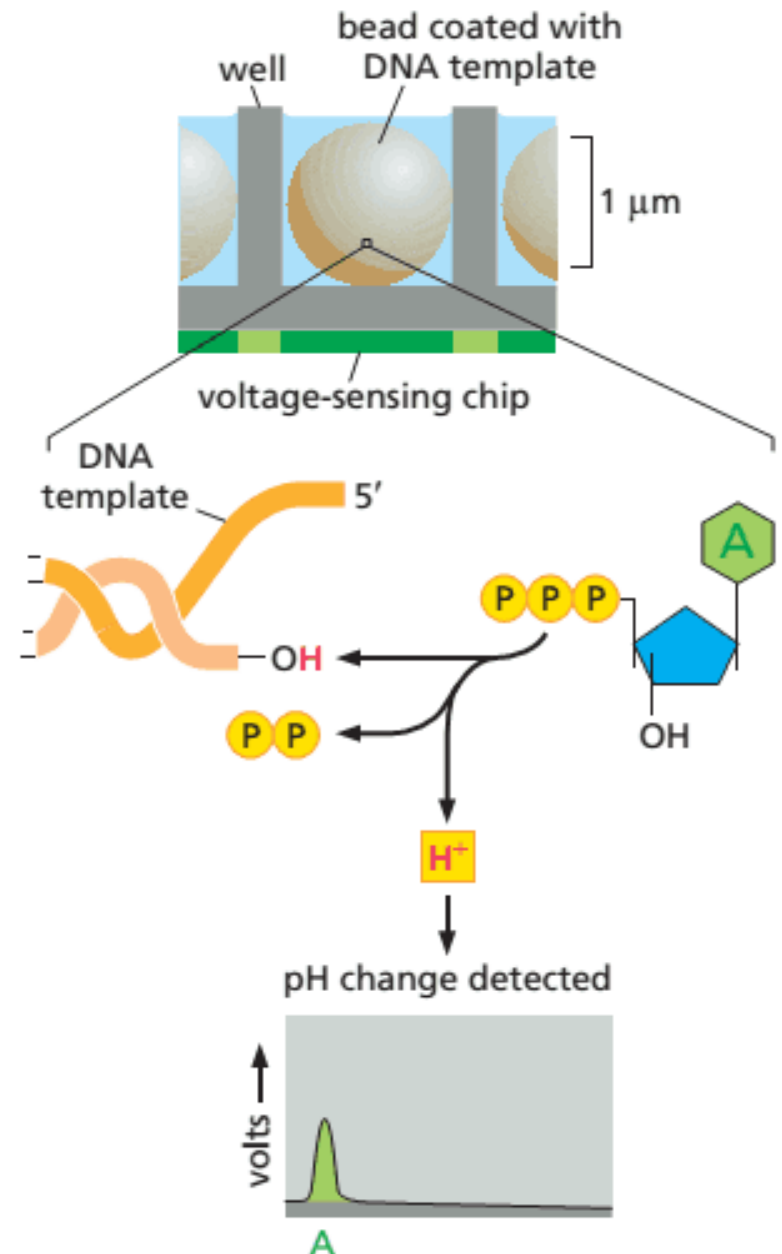 bead coated with
DNA template
well
1 μm
voltage-sensing chip
DNA
template
5′
A
P P P
OH
OH
P P
H⁺
pH change detected
volts
A